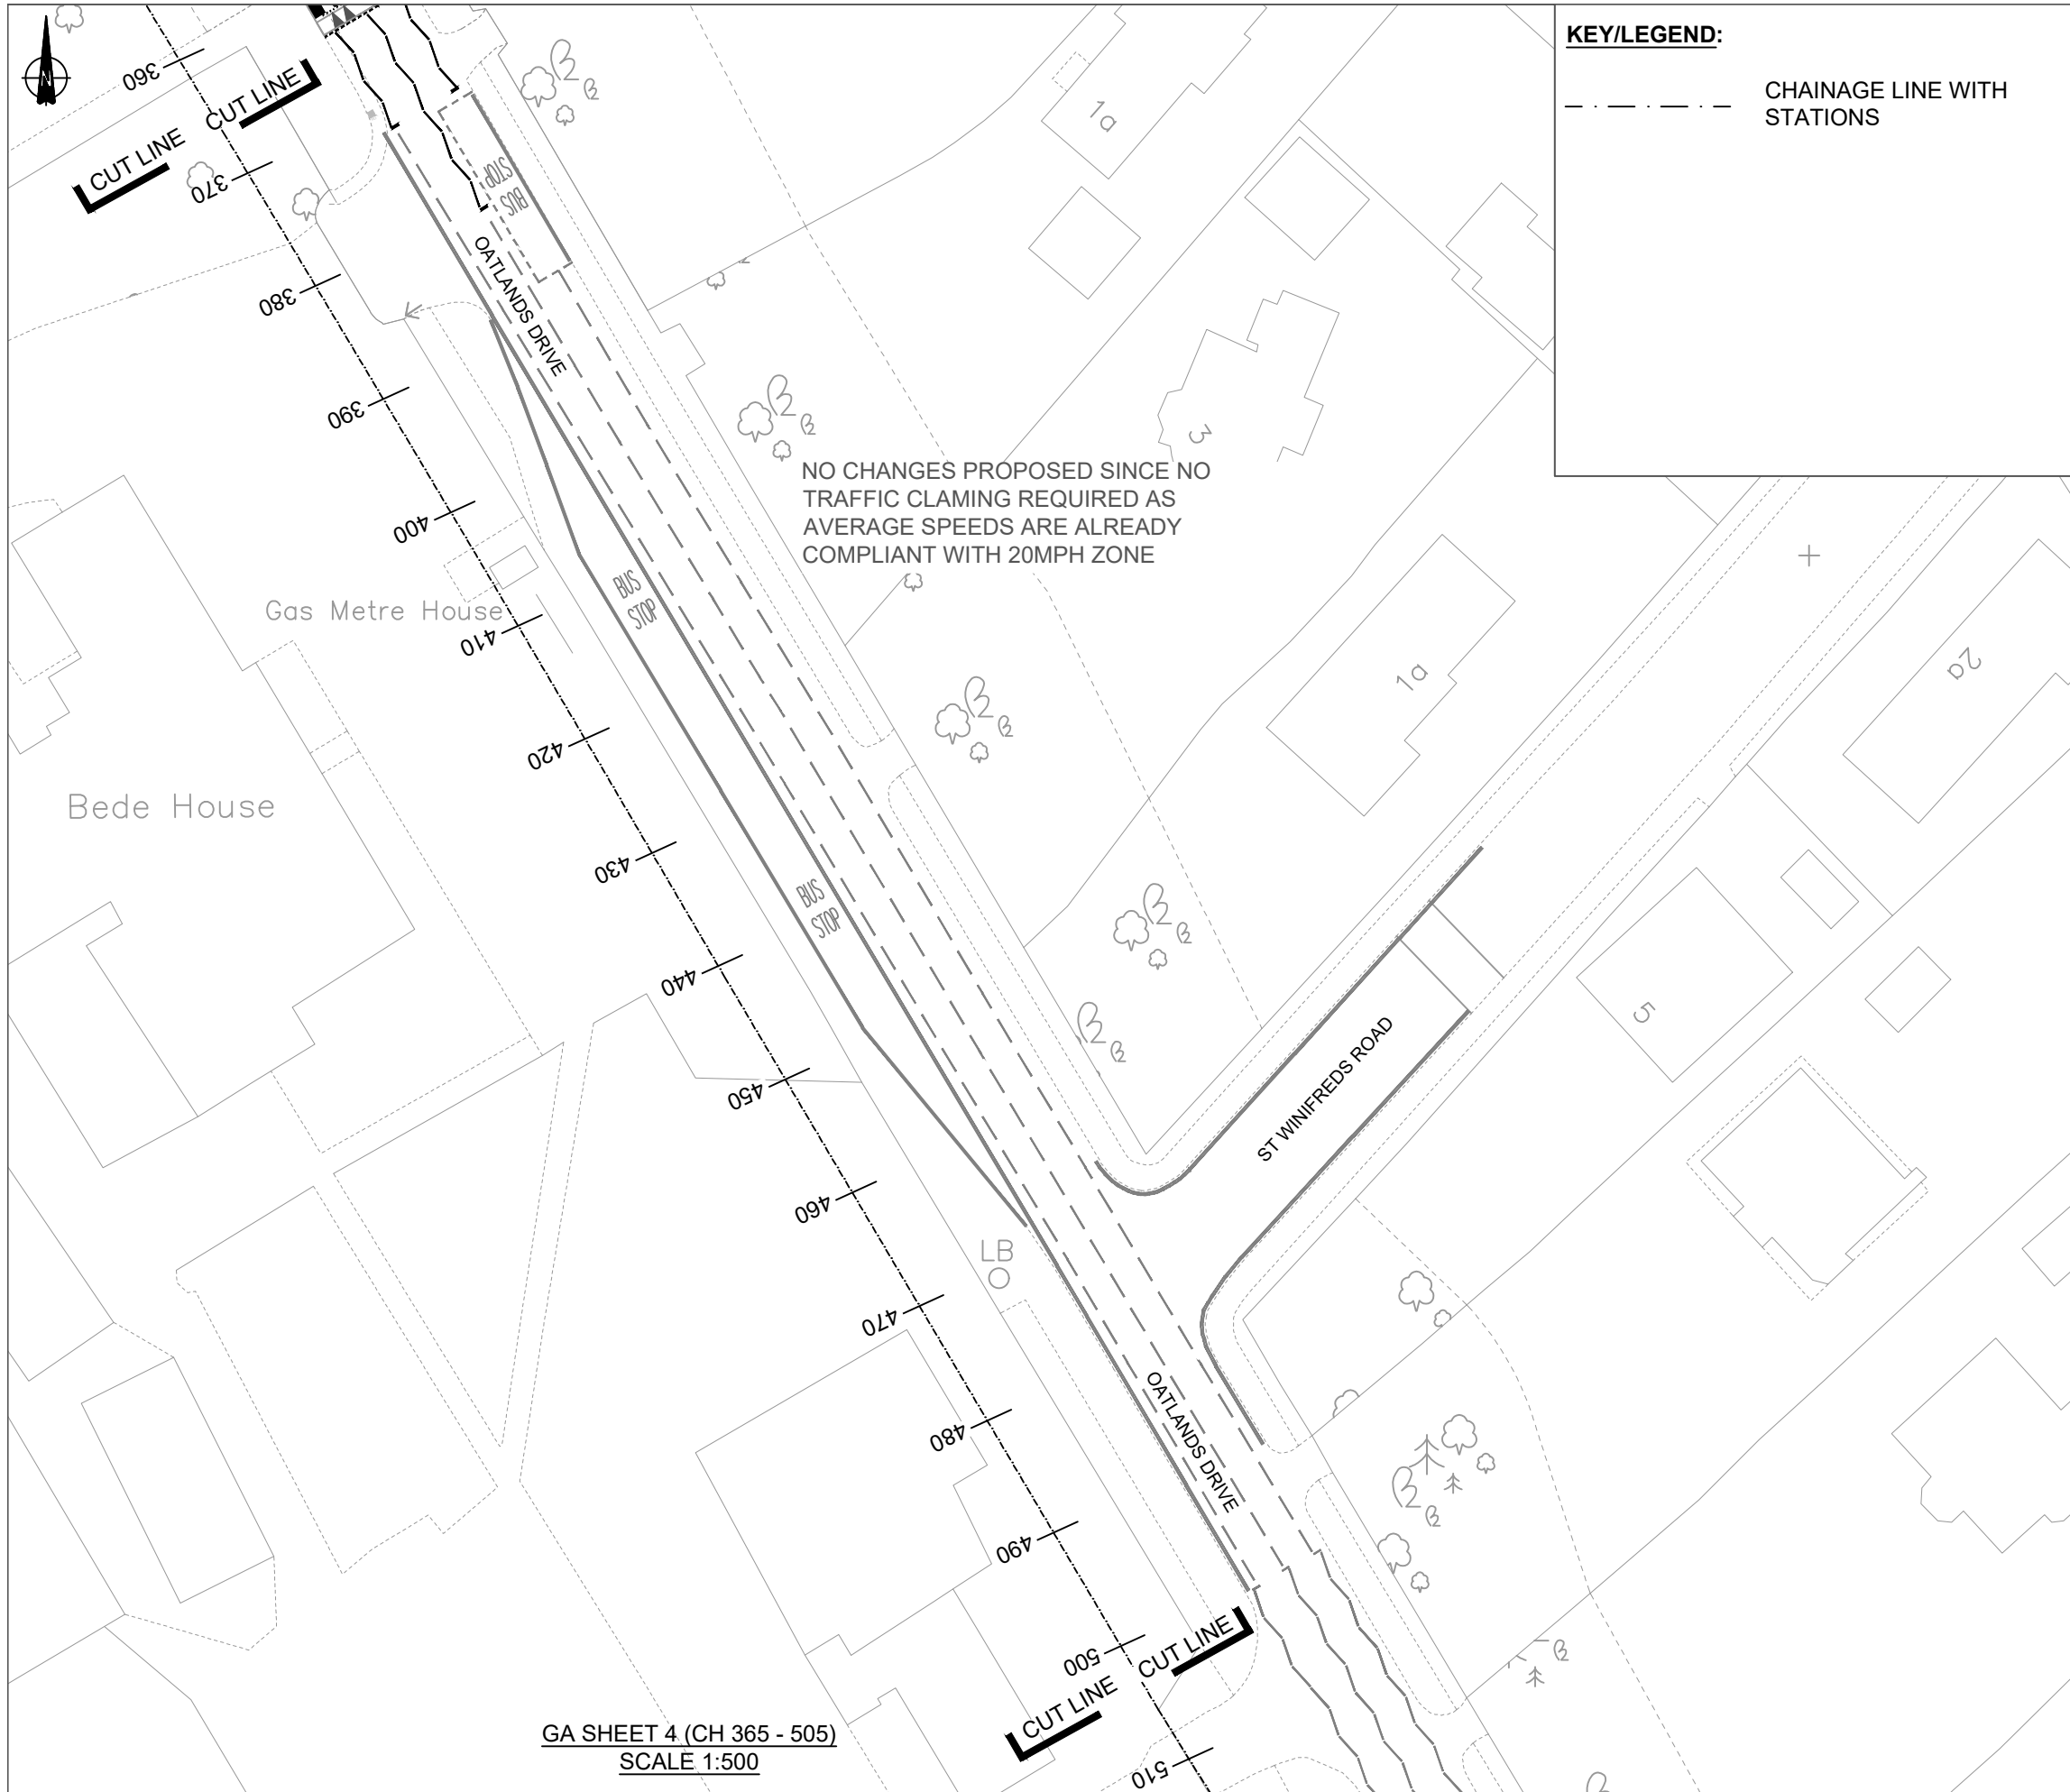 KEY/LEGEND:
CHAINAGE LINE WITH
STATIONS
N
360
CUT LINE
CUT LINE
370
1a
BUS
STOP
OATLANDS DRIVE
380
390
3
NO CHANGES PROPOSED SINCE NO
TRAFFIC CLAMING REQUIRED AS
AVERAGE SPEEDS ARE ALREADY
COMPLIANT WITH 20MPH ZONE
400
BUS
STOP
Gas Metre House
410
1a
2a
420
Bede House
430
BUS
STOP
440
5
450
ST WINIFREDS ROAD
460
LB
470
480
OATLANDS DRIVE
490
500
CUT LINE
CUT LINE
510
GA SHEET 4 (CH 365 - 505)
SCALE 1:500